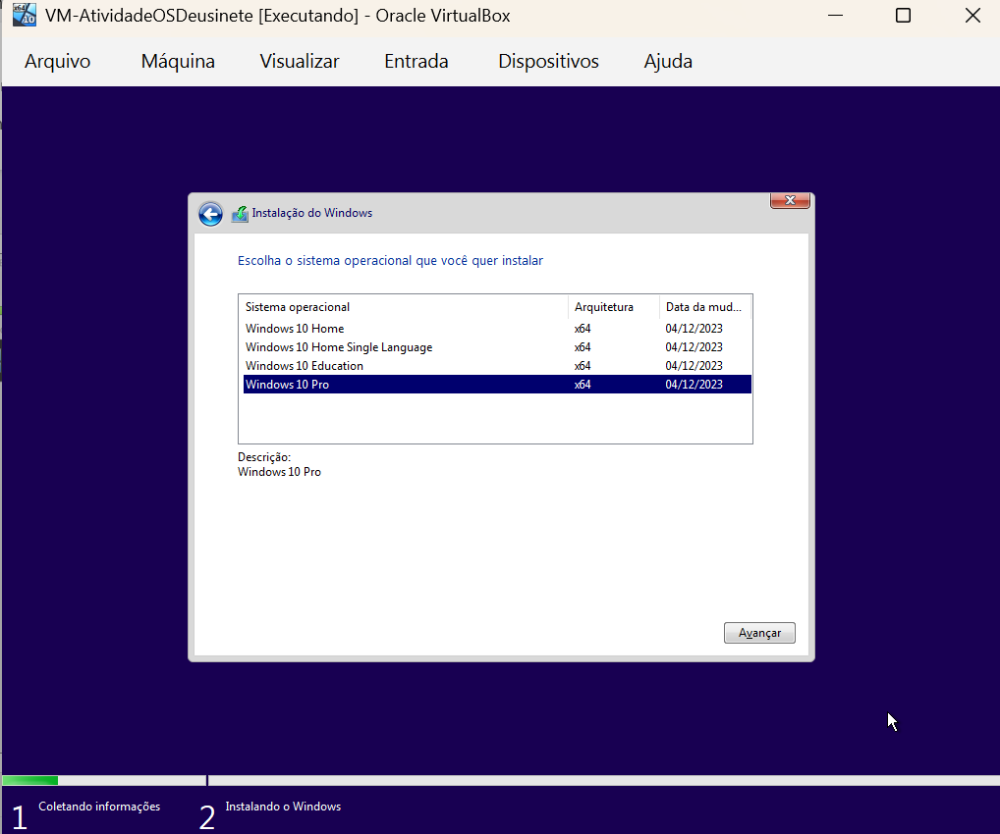 VM-AtividadeOSDeusinete [Executando] - Oracle VirtualBox
Arquivo Máquina Visualizar Entrada Dispositivos Ajuda
Instalação do Windows
Escolha o sistema operacional que você quer instalar
Sistema operacional Arquitetura Data da mud...
Windows 10 Home x64 04/12/2023
Windows 10 Home Single Language x64 04/12/2023
Windows 10 Education x64 04/12/2023
Windows 10 Pro x64 04/12/2023
Descrição:
Windows 10 Pro
Avançar
1 Coletando informações 2 Instalando o Windows